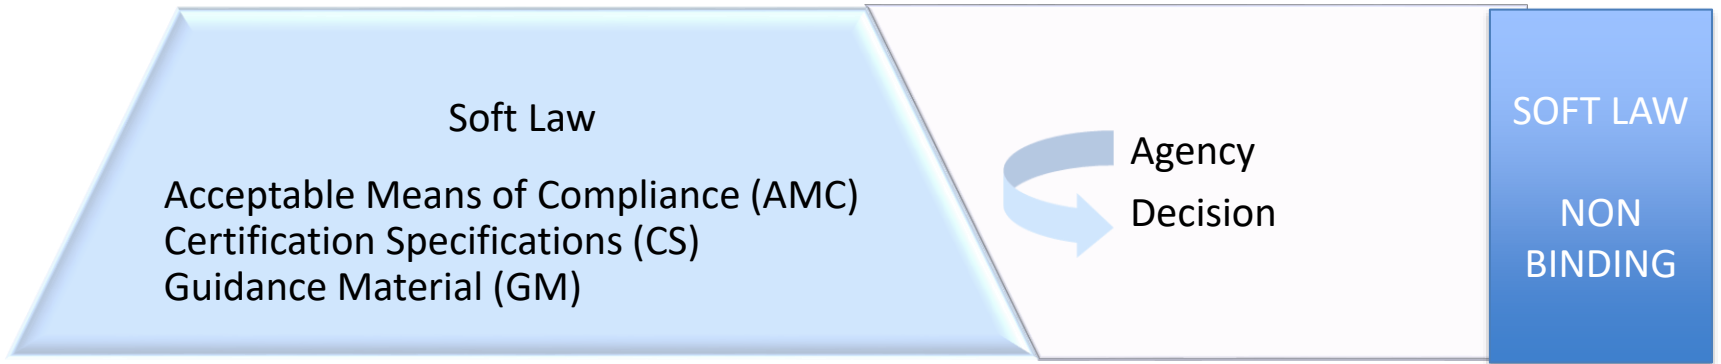 Soft Law
Acceptable Means of Compliance (AMC)
Certification Specifications (CS)
Guidance Material (GM)
Agency
Decision
SOFT LAW
NON
BINDING